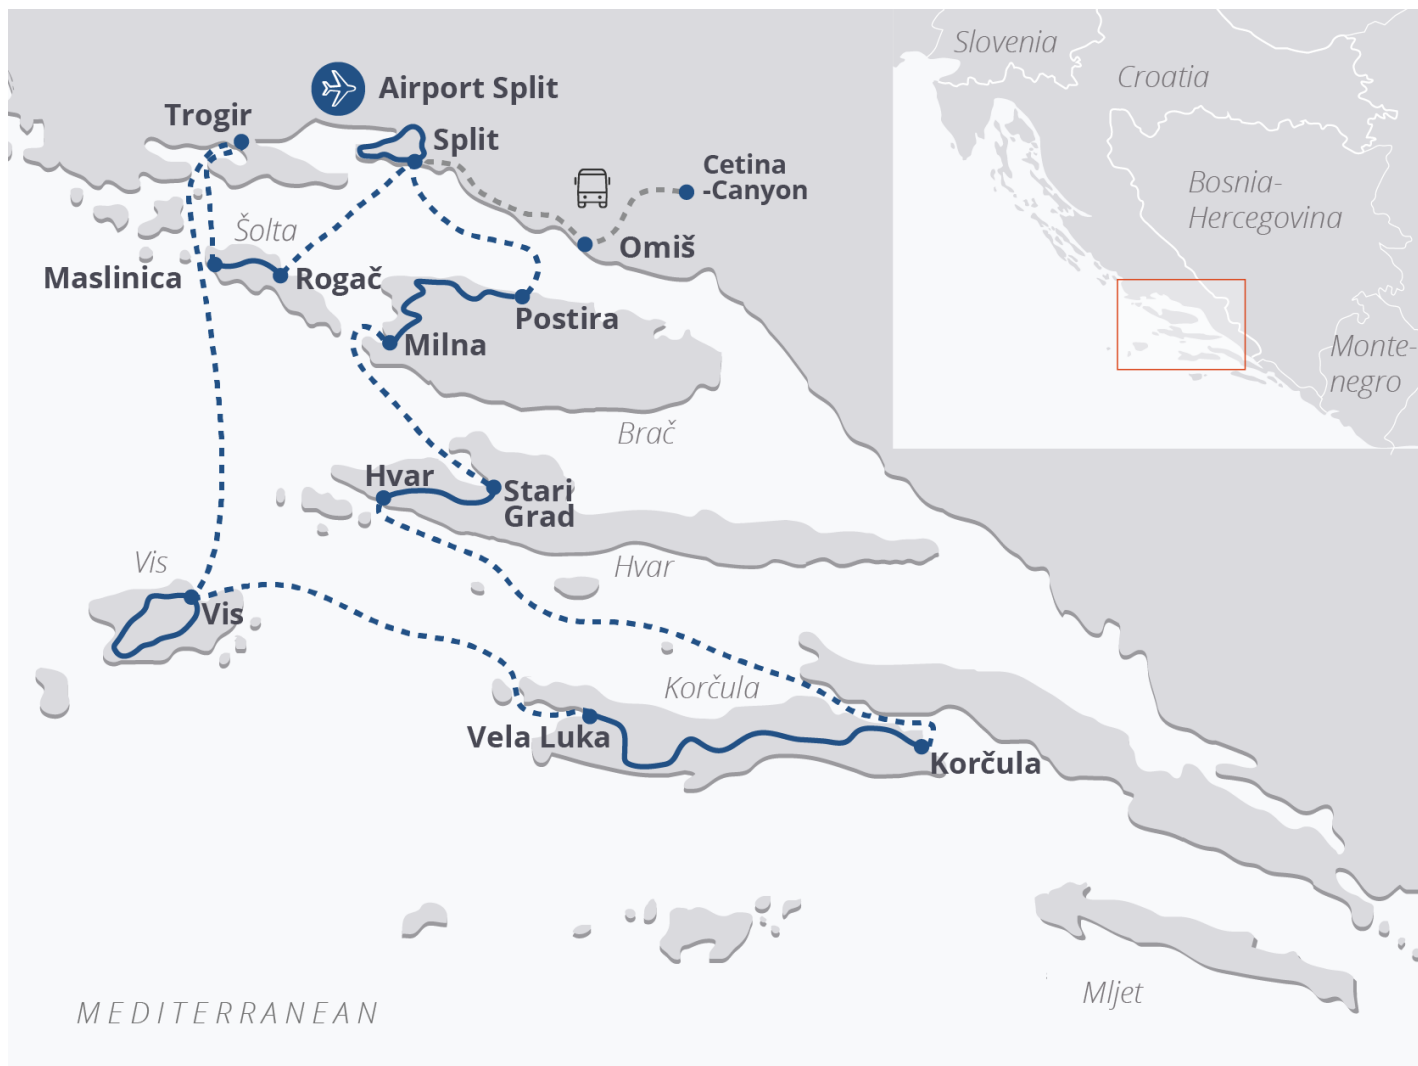 Slovenia
Croatia
Airport Split
Trogir
Split
Cetina
-Canyon
Bosnia-
Hercegovina
Šolta
Omiš
Maslinica
Rogač
Postira
Milna
Monte-
negro
Brač
Hvar
Stari
Grad
Vis
Hvar
Vis
Korčula
Vela Luka
Korčula
Mljet
MEDITERRANEAN